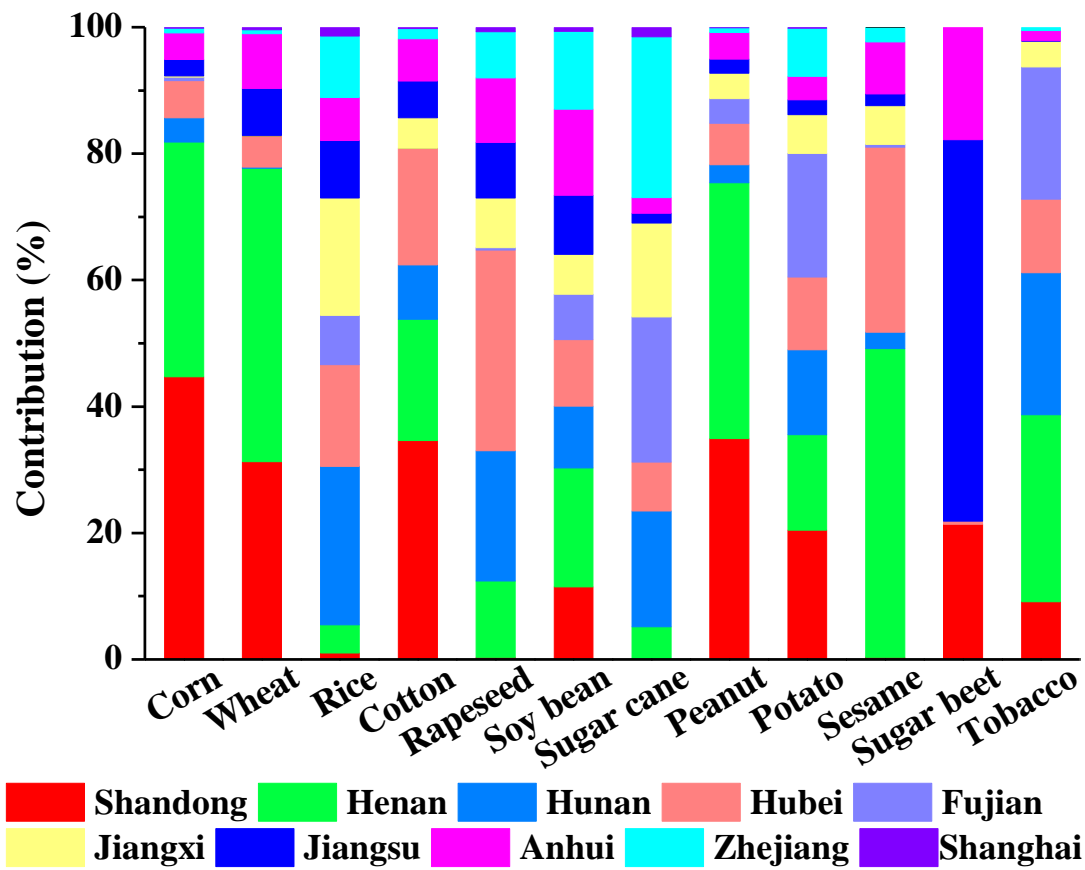 Contribution (%)
100
80
60
40
20
0
Corn
Wheat
Rice
Cotton
Rapeseed
Soy bean
Sugar cane
Peanut
Potato
Sesame
Sugar beet
Tobacco
Shandong Henan Hunan Hubei Fujian
Jiangxi Jiangsu Anhui Zhejiang Shanghai